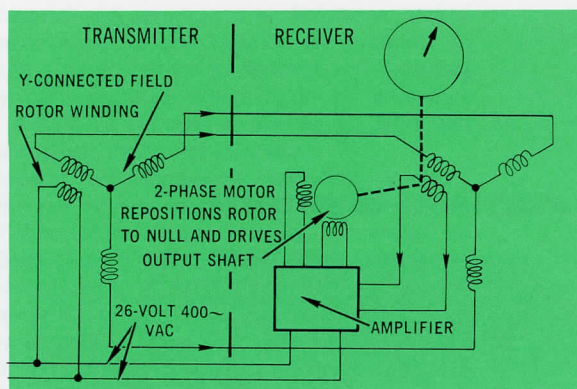 TRANSMITTER
RECEIVER
Y-CONNECTED FIELD
ROTOR WINDING
2-PHASE MOTOR
REPOSITIONS ROTOR
TO NULL AND DRIVES
OUTPUT SHAFT
26-VOLT 400~
VAC
AMPLIFIER